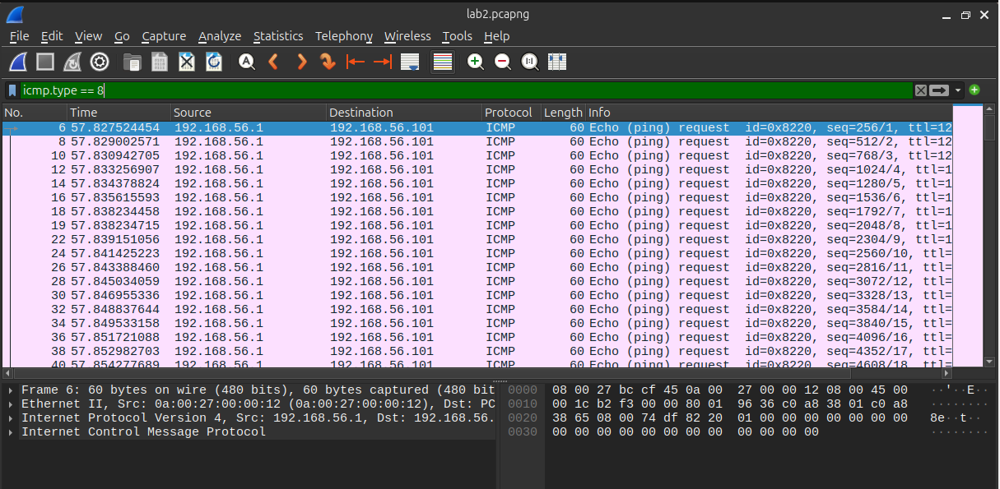 lab2.pcapng
File Edit View Go Capture Analyze Statistics Telephony Wireless Tools Help
icmp.type == 8
No. Time Source Destination Protocol Length Info
6 57.827524454 192.168.56.1 192.168.56.101 ICMP 60 Echo (ping) request id=0x8220, seq=256/1, ttl=12
8 57.829002571 192.168.56.1 192.168.56.101 ICMP 60 Echo (ping) request id=0x8220, seq=512/2, ttl=12
10 57.830942705 192.168.56.1 192.168.56.101 ICMP 60 Echo (ping) request id=0x8220, seq=768/3, ttl=12
12 57.833256907 192.168.56.1 192.168.56.101 ICMP 60 Echo (ping) request id=0x8220, seq=1024/4, ttl=1
14 57.834378824 192.168.56.1 192.168.56.101 ICMP 60 Echo (ping) request id=0x8220, seq=1280/5, ttl=1
16 57.835615593 192.168.56.1 192.168.56.101 ICMP 60 Echo (ping) request id=0x8220, seq=1536/6, ttl=1
18 57.838234458 192.168.56.1 192.168.56.101 ICMP 60 Echo (ping) request id=0x8220, seq=1792/7, ttl=1
19 57.838234715 192.168.56.1 192.168.56.101 ICMP 60 Echo (ping) request id=0x8220, seq=2048/8, ttl=1
22 57.839151056 192.168.56.1 192.168.56.101 ICMP 60 Echo (ping) request id=0x8220, seq=2304/9, ttl=1
24 57.841425223 192.168.56.1 192.168.56.101 ICMP 60 Echo (ping) request id=0x8220, seq=2560/10, ttl=
26 57.843388460 192.168.56.1 192.168.56.101 ICMP 60 Echo (ping) request id=0x8220, seq=2816/11, ttl=
28 57.845034059 192.168.56.1 192.168.56.101 ICMP 60 Echo (ping) request id=0x8220, seq=3072/12, ttl=
30 57.846955336 192.168.56.1 192.168.56.101 ICMP 60 Echo (ping) request id=0x8220, seq=3328/13, ttl=
32 57.848837644 192.168.56.1 192.168.56.101 ICMP 60 Echo (ping) request id=0x8220, seq=3584/14, ttl=
34 57.849533158 192.168.56.1 192.168.56.101 ICMP 60 Echo (ping) request id=0x8220, seq=3840/15, ttl=
36 57.851721088 192.168.56.1 192.168.56.101 ICMP 60 Echo (ping) request id=0x8220, seq=4096/16, ttl=
38 57.852982703 192.168.56.1 192.168.56.101 ICMP 60 Echo (ping) request id=0x8220, seq=4352/17, ttl=
40 57.854277689 192.168.56.1 192.168.56.101 ICMP 60 Echo (ping) request id=0x8220, seq=4608/18, ttl=
Frame 6: 60 bytes on wire (480 bits), 60 bytes captured (480 bit
Ethernet II, Src: 0a:00:27:00:00:12 (0a:00:27:00:00:12), Dst: PC
Internet Protocol Version 4, Src: 192.168.56.1, Dst: 192.168.56.
Internet Control Message Protocol
0000 08 00 27 bc cf 45 0a 00 27 00 00 12 08 00 45 00 ··'··E··
0010 00 1c b2 f3 00 00 80 01 96 36 c0 a8 38 01 c0 a8 ········
0020 38 65 08 00 74 df 82 20 01 00 00 00 00 00 00 00 8e··t··
0030 00 00 00 00 00 00 00 00 00 00 00 00 ········